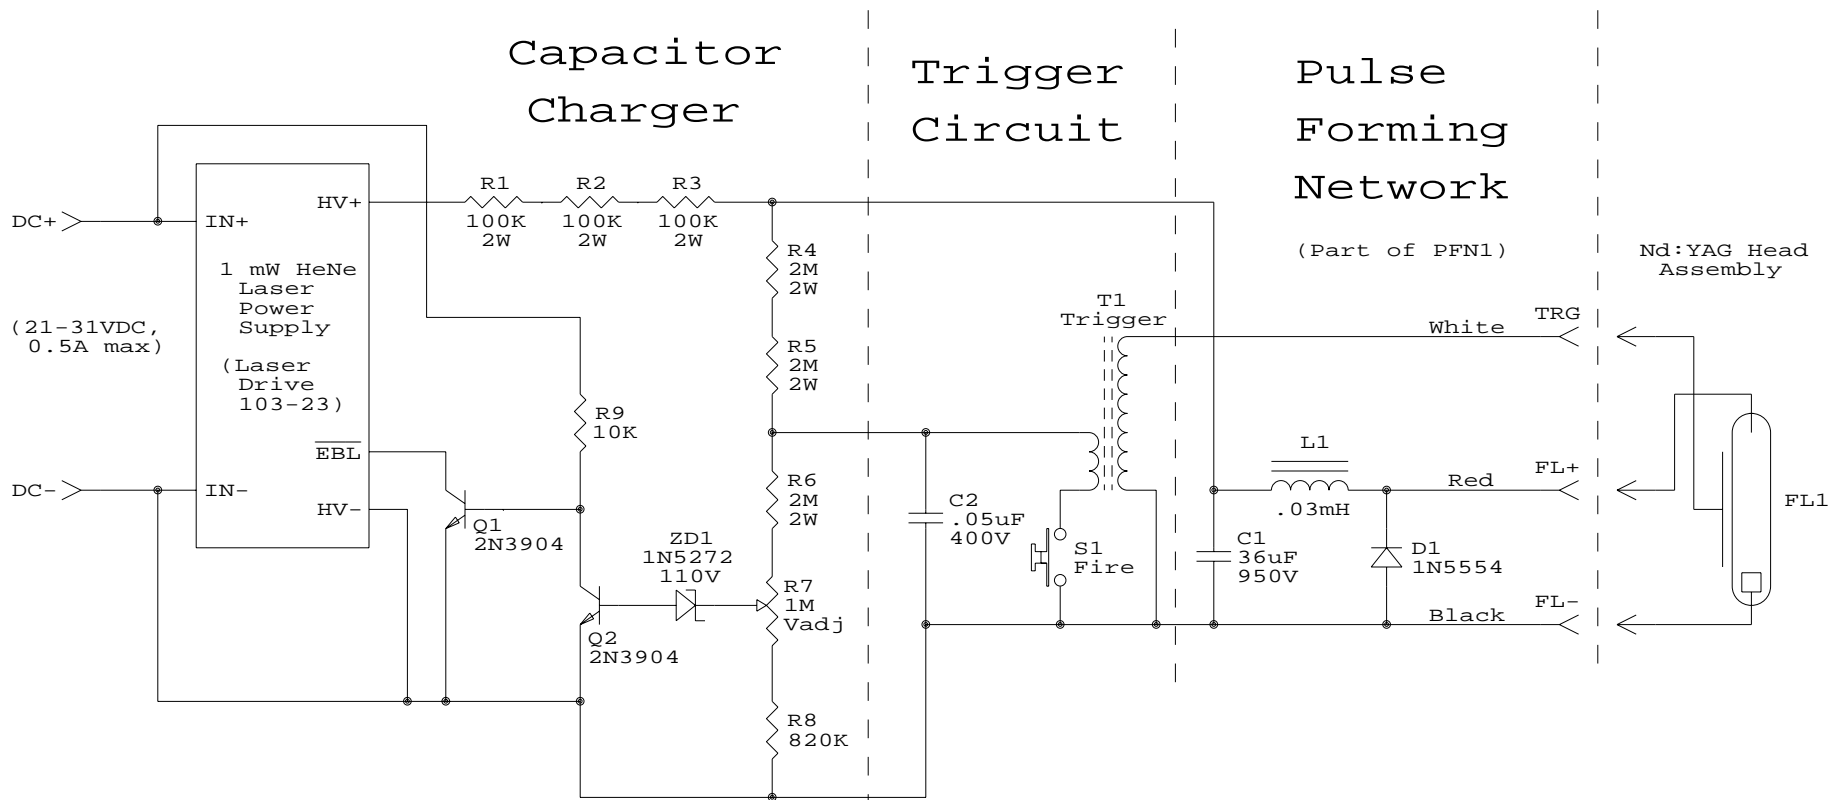 Capacitor
Charger
Trigger
Circuit
Pulse
Forming
Network
(Part of PFN1)
Nd:YAG Head
Assembly
DC+
IN+
HV+
1 mW HeNe
Laser
Power
Supply
(Laser
Drive
103-23)
(21-31VDC,
0.5A max)
EBL
DC-
IN-
HV-
R1
100K
2W
R2
100K
2W
R3
100K
2W
R4
2M
2W
R5
2M
2W
R9
10K
R6
2M
2W
Q1
2N3904
ZD1
1N5272
110V
R7
1M
Vadj
Q2
2N3904
R8
820K
T1
Trigger
C2
.05uF
400V
S1
Fire
White
TRG
L1
.03mH
Red
FL+
C1
36uF
950V
D1
1N5554
Black
FL-
FL1